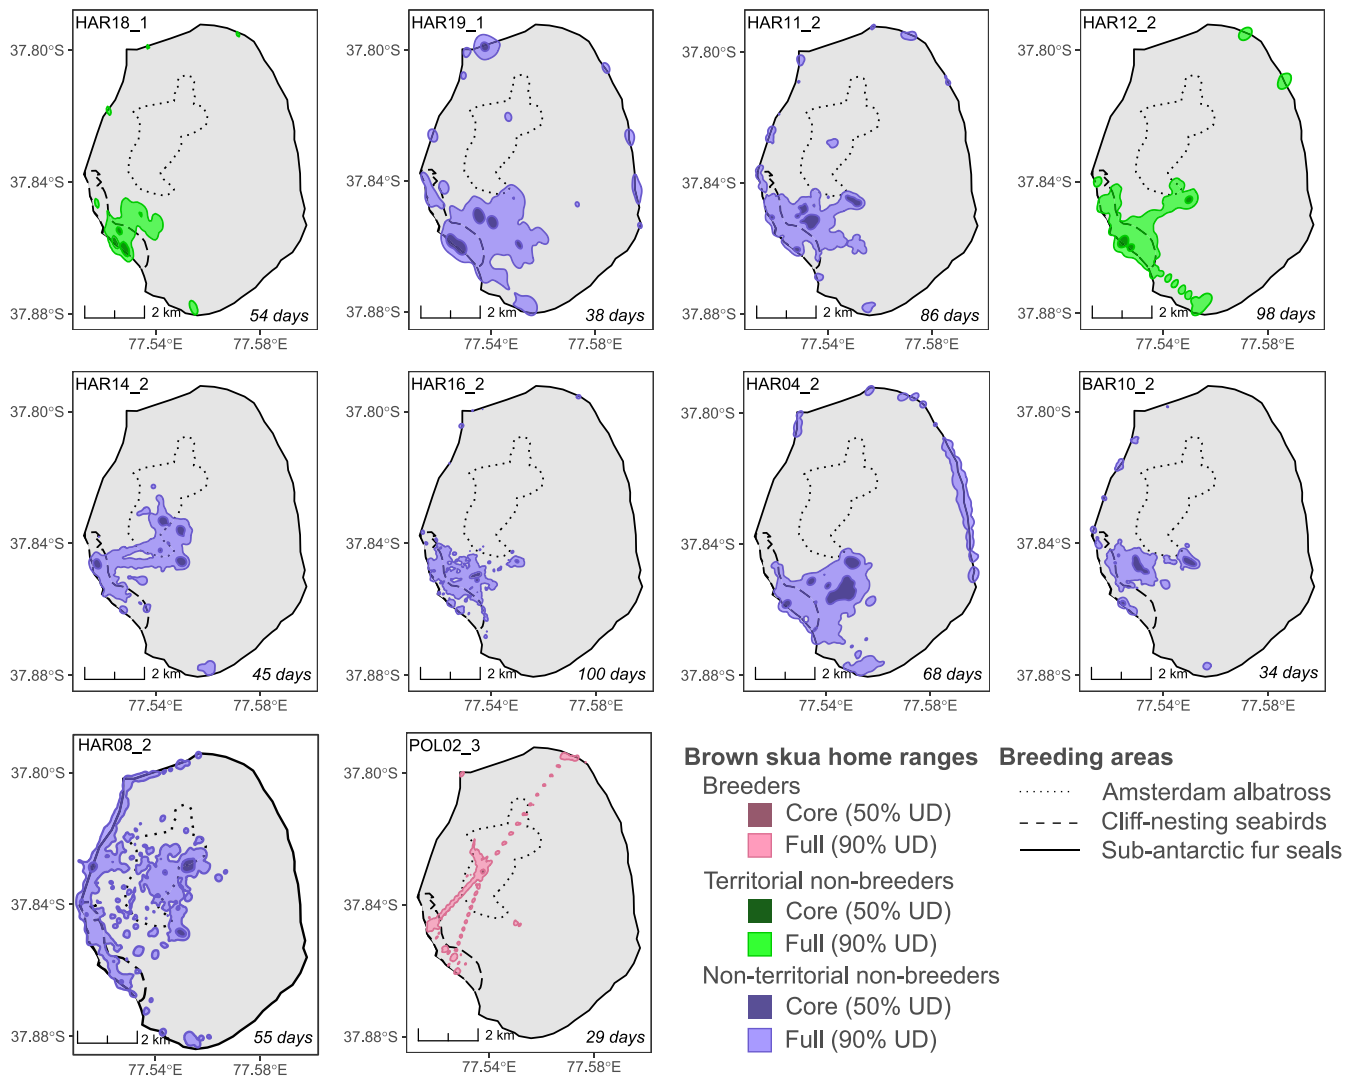 HAR18_1
HAR19_1
HAR11_2
HAR12_2
37.80°S
37.84°S
37.88°S
2 km
54 days
77.54°E
77.58°E
37.80°S
37.84°S
37.88°S
2 km
38 days
77.54°E
77.58°E
37.80°S
37.84°S
37.88°S
2 km
86 days
77.54°E
77.58°E
37.80°S
37.84°S
37.88°S
2 km
98 days
77.54°E
77.58°E
HAR14_2
HAR16_2
HAR04_2
BAR10_2
37.80°S
37.84°S
37.88°S
2 km
45 days
77.54°E
77.58°E
37.80°S
37.84°S
37.88°S
2 km
100 days
77.54°E
77.58°E
37.80°S
37.84°S
37.88°S
2 km
68 days
77.54°E
77.58°E
37.80°S
37.84°S
37.88°S
2 km
34 days
77.54°E
77.58°E
HAR08_2
POL02_3
37.80°S
37.84°S
37.88°S
2 km
55 days
77.54°E
77.58°E
37.80°S
37.84°S
37.88°S
2 km
29 days
77.54°E
77.58°E
Brown skua home ranges
Breeders
Core (50% UD)
Full (90% UD)
Territorial non-breeders
Core (50% UD)
Full (90% UD)
Non-territorial non-breeders
Core (50% UD)
Full (90% UD)
Breeding areas
Amsterdam albatross
Cliff-nesting seabirds
Sub-antarctic fur seals